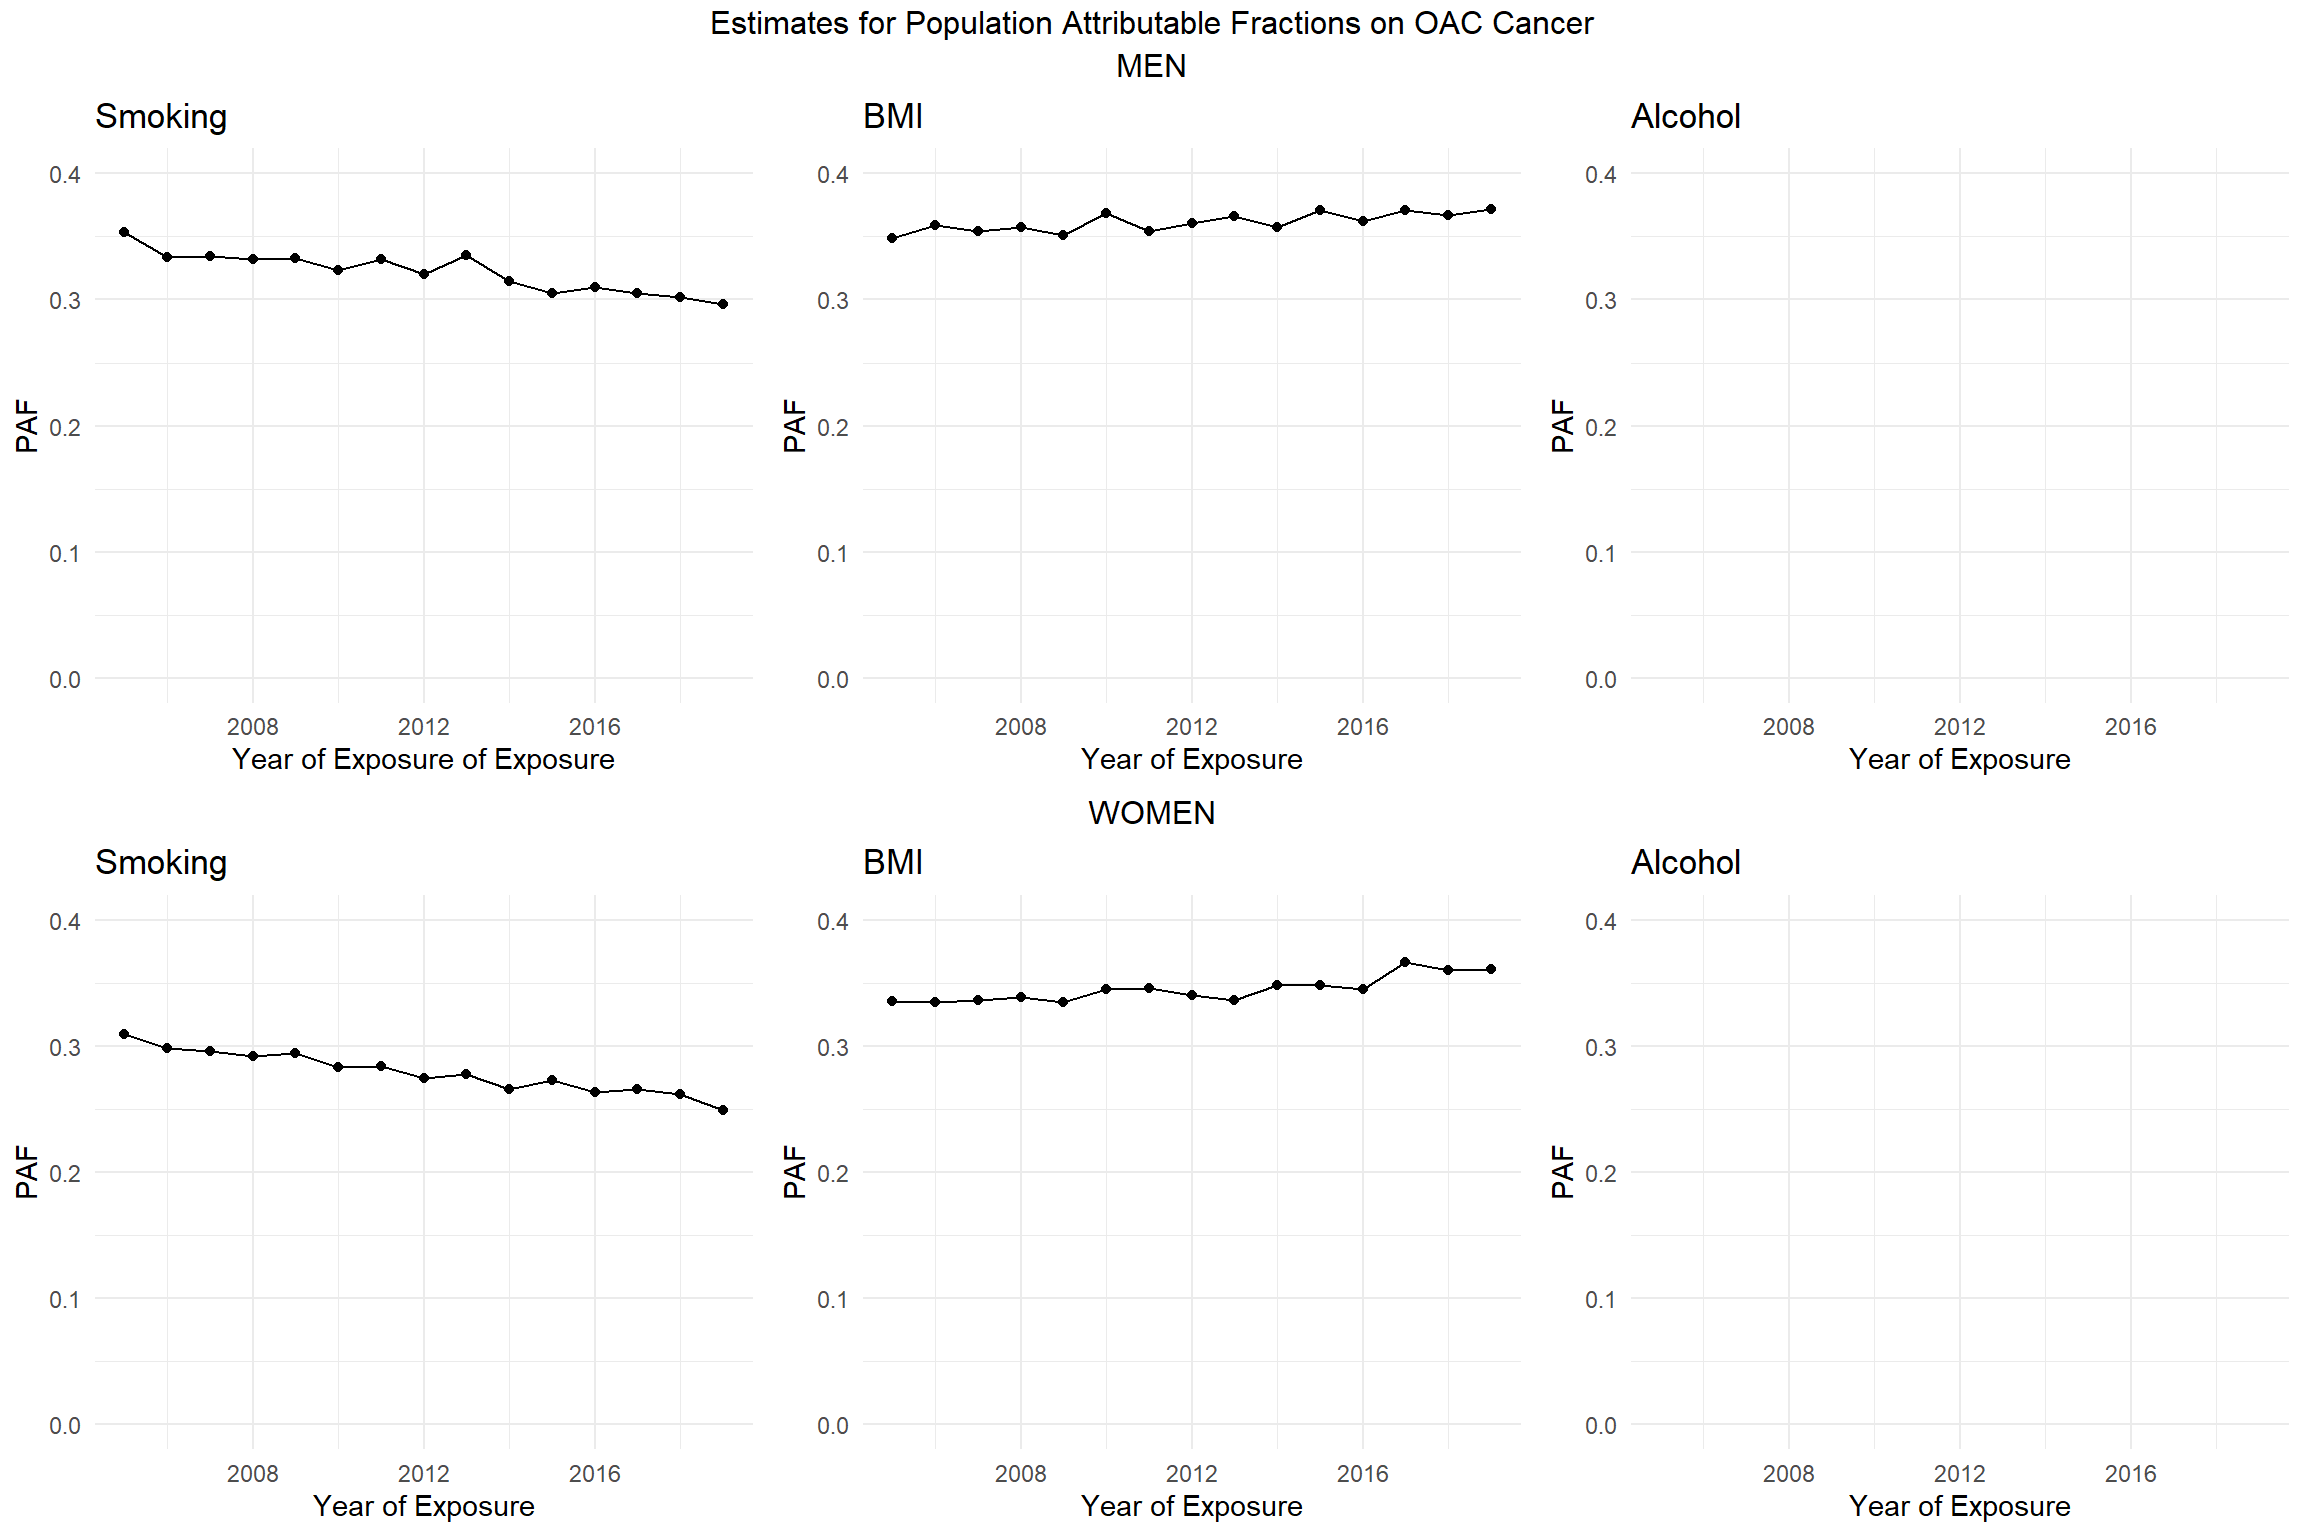 Estimates for Population Attributable Fractions on OAC Cancer
MEN
Smoking
0.4
0.3
0.2
0.1
0.0
PAF
2008 2012 2016
Year of Exposure of Exposure
BMI
0.4
0.3
0.2
0.1
0.0
PAF
2008 2012 2016
Year of Exposure
Alcohol
0.4
0.3
0.2
0.1
0.0
PAF
2008 2012 2016
Year of Exposure
WOMEN
Smoking
0.4
0.3
0.2
0.1
0.0
PAF
2008 2012 2016
Year of Exposure
BMI
0.4
0.3
0.2
0.1
0.0
PAF
2008 2012 2016
Year of Exposure
Alcohol
0.4
0.3
0.2
0.1
0.0
PAF
2008 2012 2016
Year of Exposure